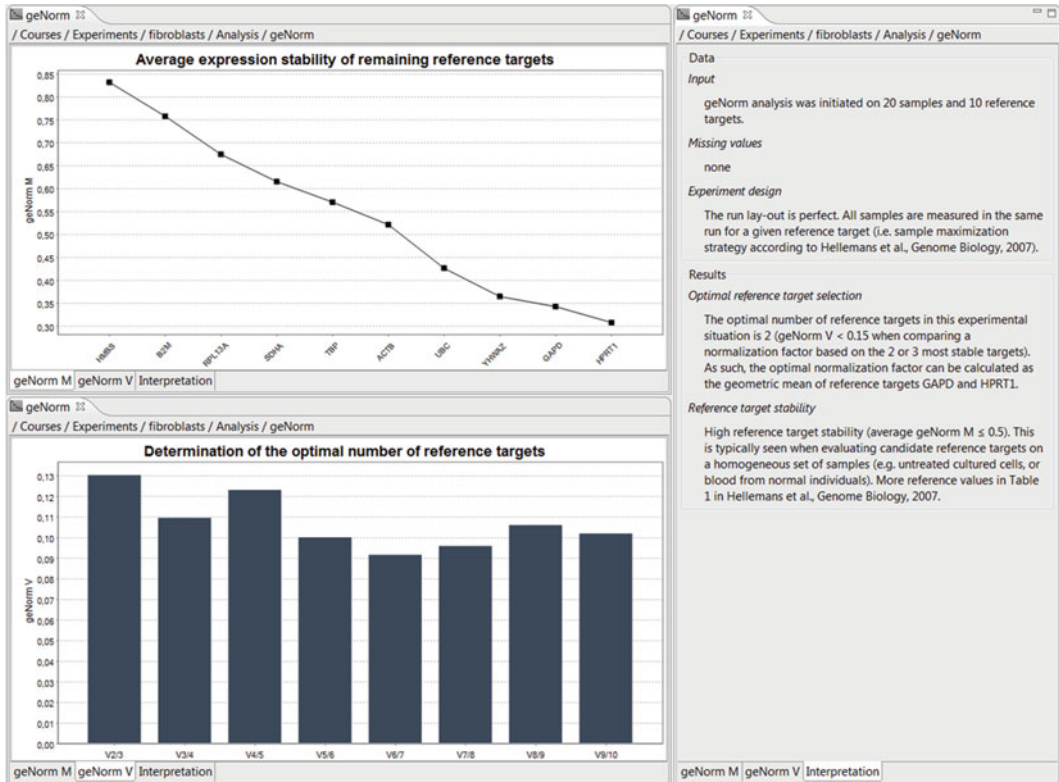 geNorm
/ Courses / Experiments / fibroblasts / Analysis / geNorm
Average expression stability of remaining reference targets
0,85
0,80
0,75
0,70
0,65
0,60
0,55
0,50
0,45
0,40
0,35
0,30
geNorm M
HMBS
B2M
RPL13A
SDHA
TBP
ACTB
UBC
YHWAZ
GAPD
HPRT1
geNorm M geNorm V Interpretation
geNorm
/ Courses / Experiments / fibroblasts / Analysis / geNorm
Determination of the optimal number of reference targets
0,13
0,12
0,11
0,10
0,09
0,08
0,07
0,06
0,05
0,04
0,03
0,02
0,01
0,00
geNorm V
V2/3
V3/4
V4/5
V5/6
V6/7
V7/8
V8/9
V9/10
geNorm M geNorm V Interpretation
geNorm
/ Courses / Experiments / fibroblasts / Analysis / geNorm
Data
Input
geNorm analysis was initiated on 20 samples and 10 reference
targets.
Missing values
none
Experiment design
The run lay-out is perfect. All samples are measured in the same
run for a given reference target (i.e. sample maximization
strategy according to Hellemans et al., Genome Biology, 2007).
Results
Optimal reference target selection
The optimal number of reference targets in this experimental
situation is 2 (geNorm V < 0.15 when comparing a
normalization factor based on the 2 or 3 most stable targets).
As such, the optimal normalization factor can be calculated as
the geometric mean of reference targets GAPD and HPRT1.
Reference target stability
High reference target stability (average geNorm M ≤ 0.5). This
is typically seen when evaluating candidate reference targets on
a homogeneous set of samples (e.g. untreated cultured cells, or
blood from normal individuals). More reference values in Table
1 in Hellemans et al., Genome Biology, 2007.
geNorm M geNorm V Interpretation